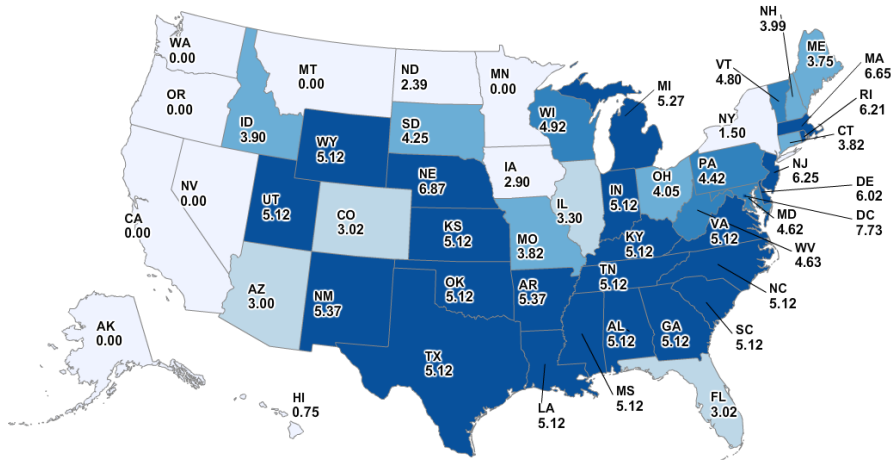 NH
3.99
WA
0.00
ME
3.75
MA
6.65
VT
4.80
MT
0.00
ND
2.39
MN
0.00
MI
5.27
RI
6.21
OR
0.00
ID
3.90
SD
4.25
WI
4.92
NY
1.50
CT
3.82
WY
5.12
PA
4.42
NJ
6.25
NE
6.87
IA
2.90
OH
4.05
DE
6.02
NV
0.00
UT
5.12
CO
3.02
IL
3.30
IN
5.12
MD
4.62
DC
7.73
CA
0.00
KS
5.12
MO
3.82
KY
5.12
VA
5.12
WV
4.63
AZ
3.00
NM
5.37
OK
5.12
AR
5.37
TN
5.12
NC
5.12
AK
0.00
TX
5.12
AL
5.12
GA
5.12
SC
5.12
HI
0.75
LA
5.12
MS
5.12
FL
3.02